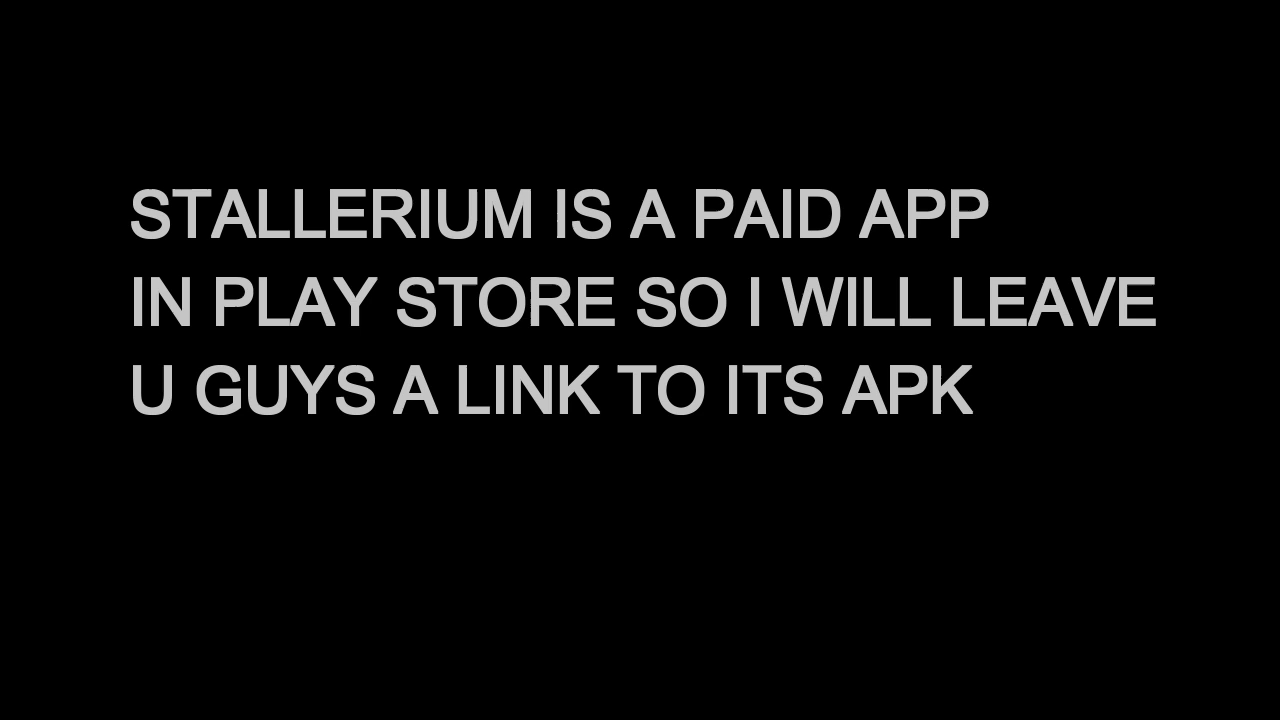 STALLERIUM IS A PAID APP
IN PLAY STORE SO I WILL LEAVE
U GUYS A LINK TO ITS APK